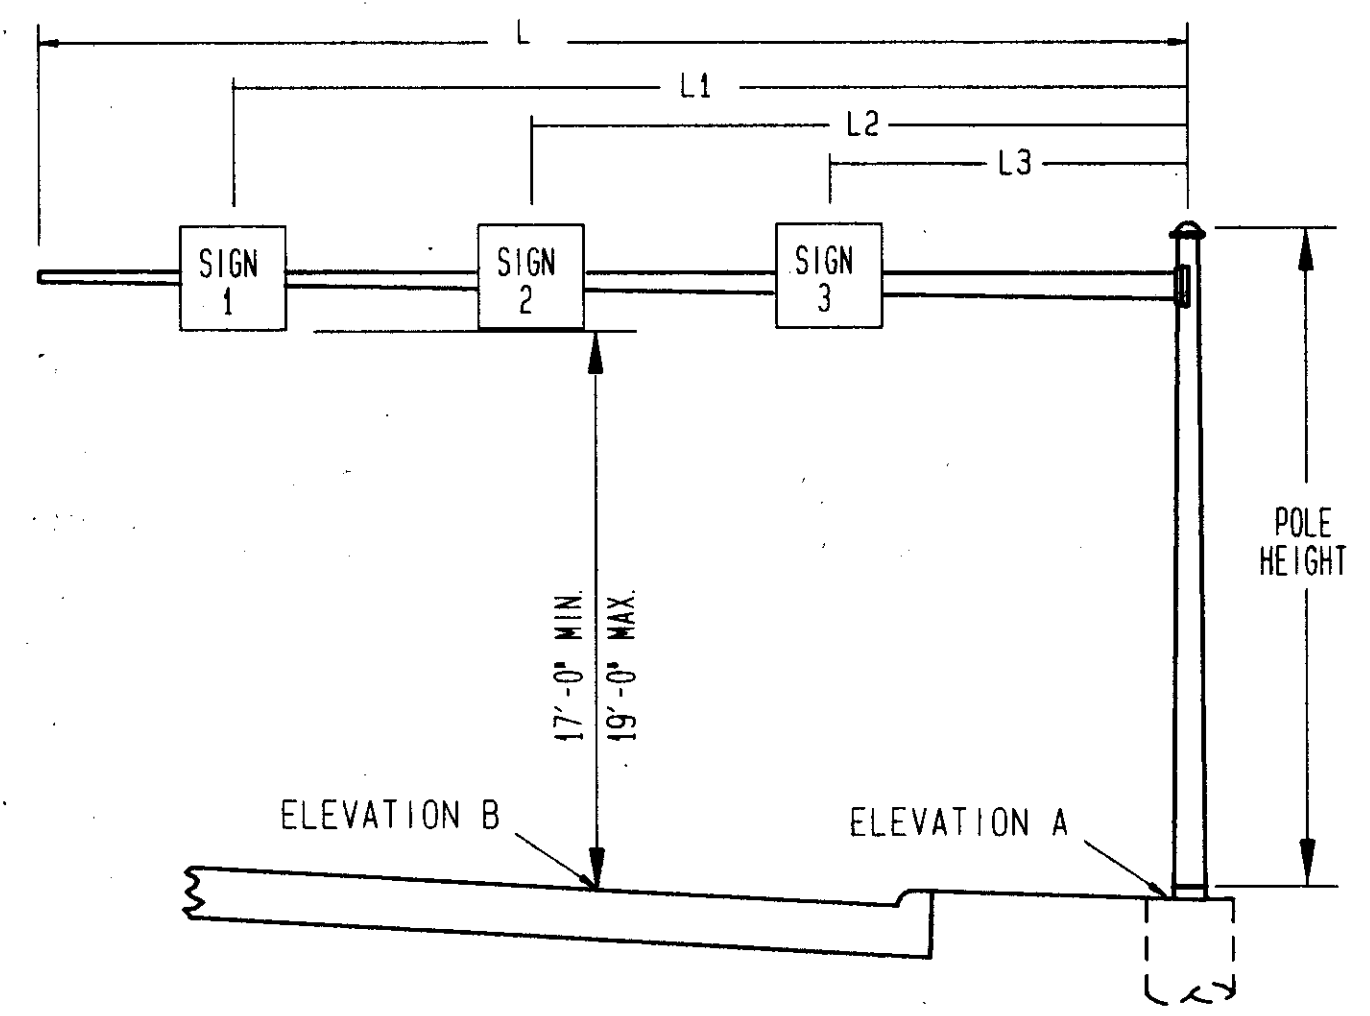 L
L1
L2
L3
SIGN
1
SIGN
2
SIGN
3
POLE
HEIGHT
17'-0" MIN.
19'-0" MAX.
ELEVATION B
ELEVATION A